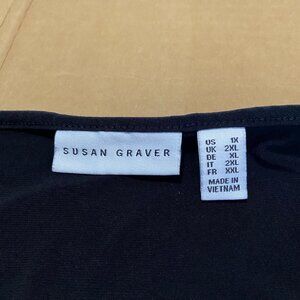 SUSAN GRAVER
US 1X
UK 2XL
DE XL
IT 2XL
FR XXL
MADE IN
VIETNAM